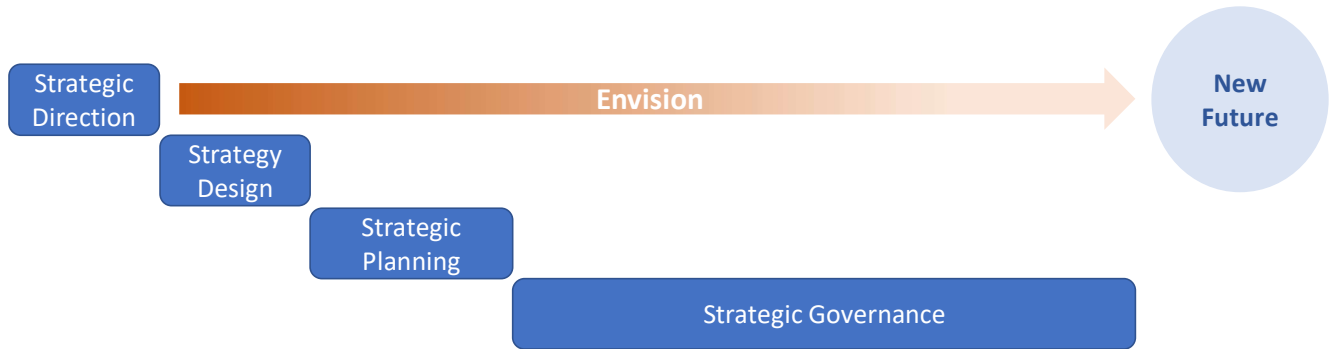 Strategic
Direction
Envision
New
Future
Strategy
Design
Strategic
Planning
Strategic Governance